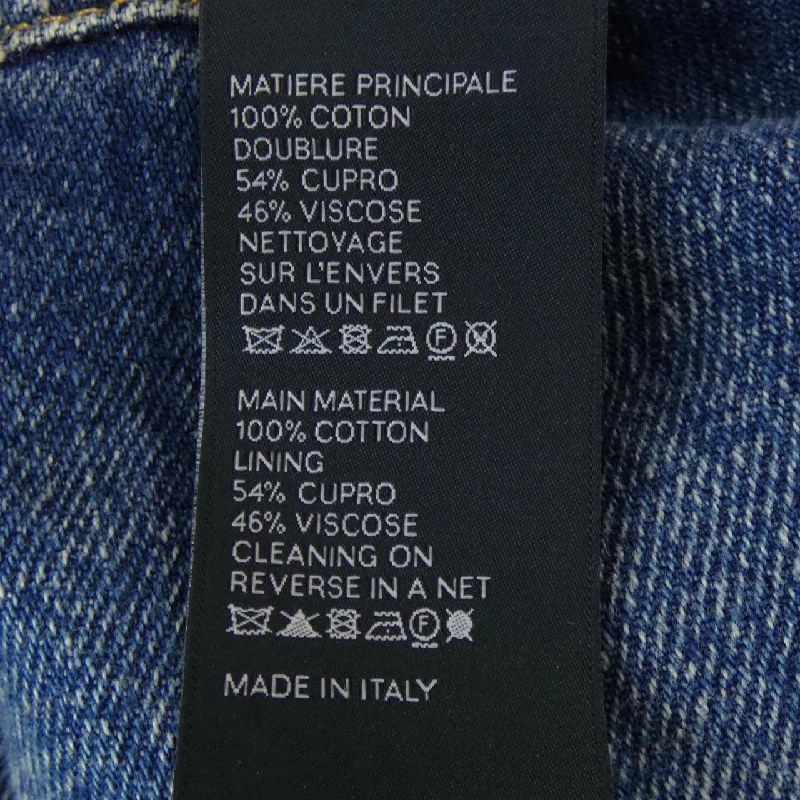 MATIERE PRINCIPALE
100% COTON
DOUBLURE
54% CUPRO
46% VISCOSE
NETTOYAGE
SUR L'ENVERS
DANS UN FILET
F
MAIN MATERIAL
100% COTTON
LINING
54% CUPRO
46% VISCOSE
CLEANING ON
REVERSE IN A NET
F
MADE IN ITALY